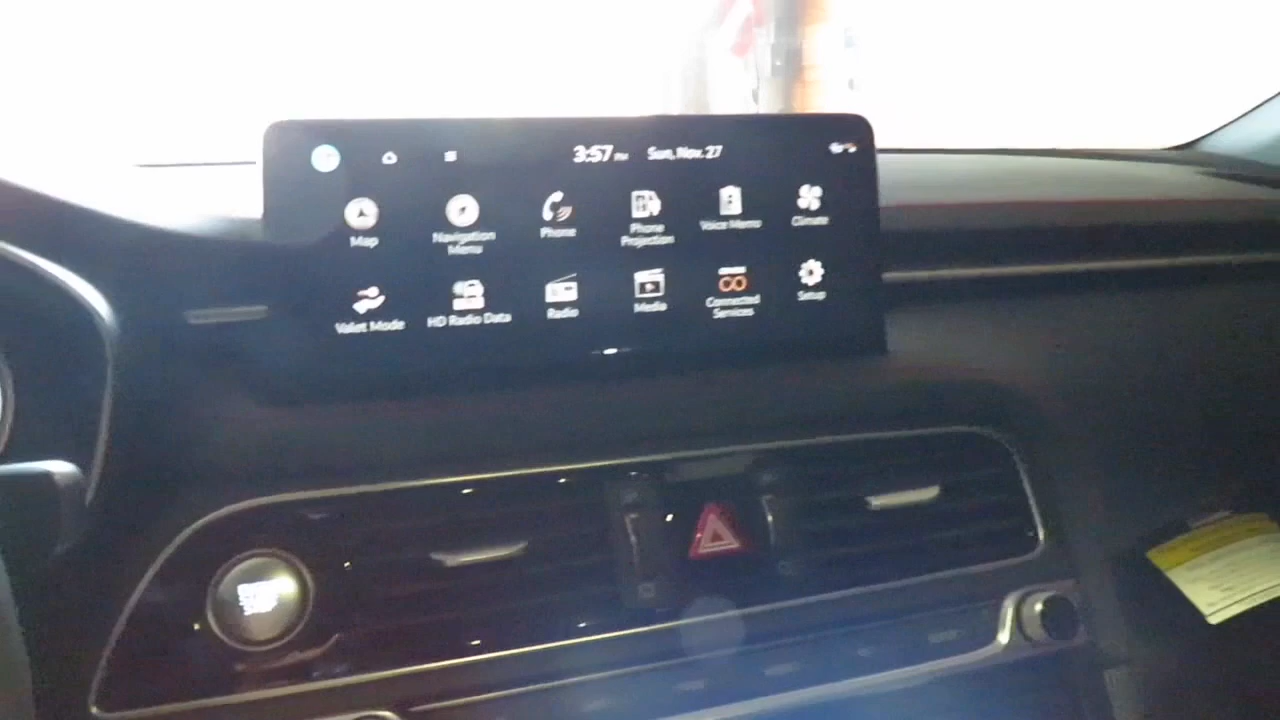 3:57 PM Sun, Nov. 27
Map
Navigation
Menu
Phone
Phone
Projection
Voice Memo
Climate
Valet Mode
HD Radio Data
Radio
Media
Connected
Services
Setup